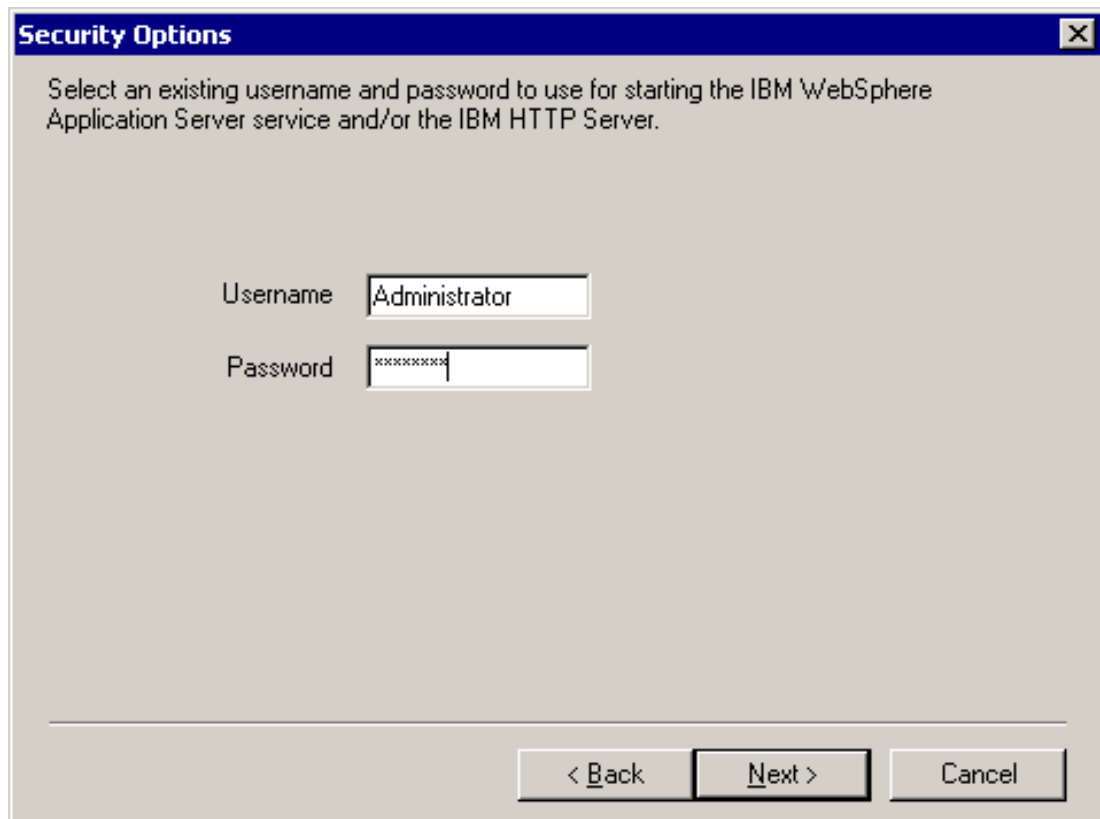 Security Options
Select an existing username and password to use for starting the IBM WebSphere
Application Server service and/or the IBM HTTP Server.
Username Administrator
Password ********
< Back Next > Cancel